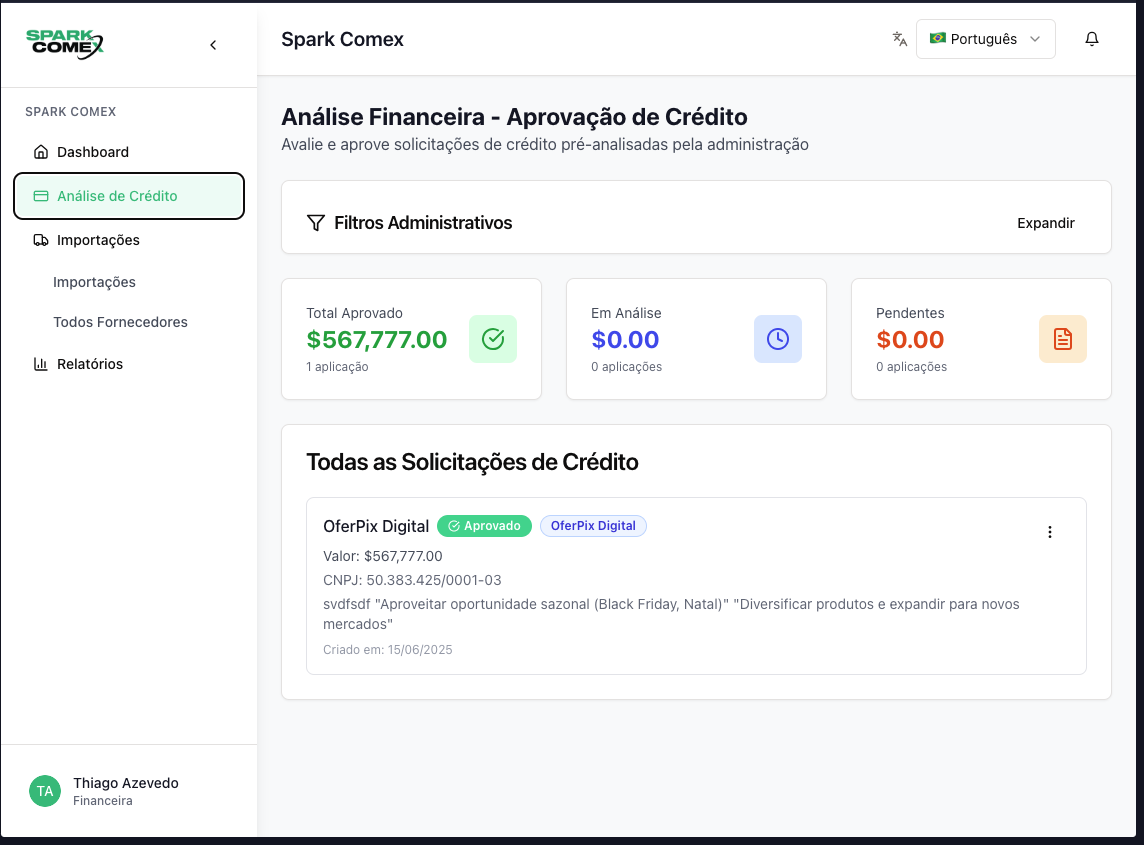 SPARK
COMEX
Spark Comex
Português
SPARK COMEX
Dashboard
Análise de Crédito
Importações
Importações
Todos Fornecedores
Relatórios
TA
Thiago Azevedo
Financeira
Análise Financeira - Aprovação de Crédito
Avalie e aprove solicitações de crédito pré-analisadas pela administração
Filtros Administrativos
Expandir
Total Aprovado
$567,777.00
1 aplicação
Em Análise
$0.00
0 aplicações
Pendentes
$0.00
0 aplicações
Todas as Solicitações de Crédito
OferPix Digital Aprovado OferPix Digital
Valor: $567,777.00
CNPJ: 50.383.425/0001-03
svdfsdf "Aproveitar oportunidade sazonal (Black Friday, Natal)" "Diversificar produtos e expandir para novos
mercados"
Criado em: 15/06/2025